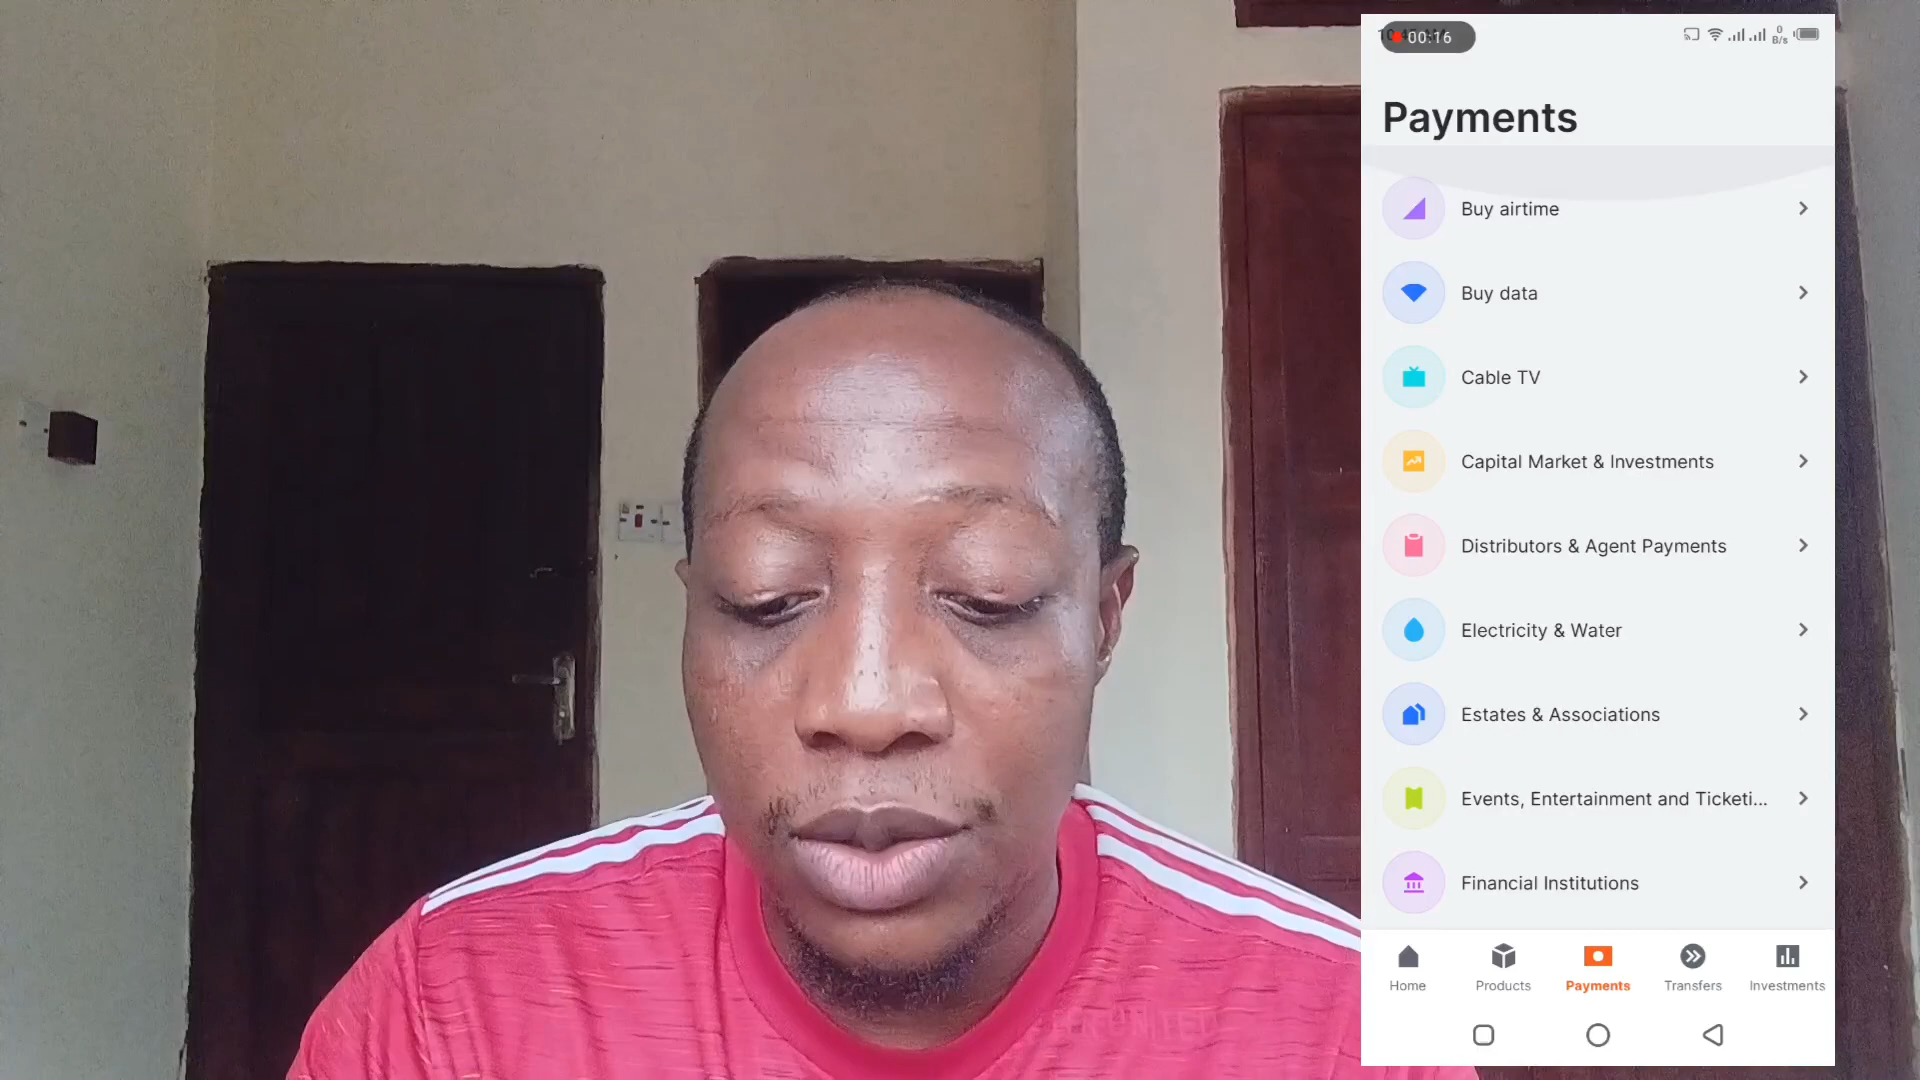 00:16
0
B/s
Payments
Buy airtime
Buy data
Cable TV
Capital Market & Investments
Distributors & Agent Payments
Electricity & Water
Estates & Associations
Events, Entertainment and Ticketi...
Financial Institutions
Home
Products
Payments
Transfers
Investments